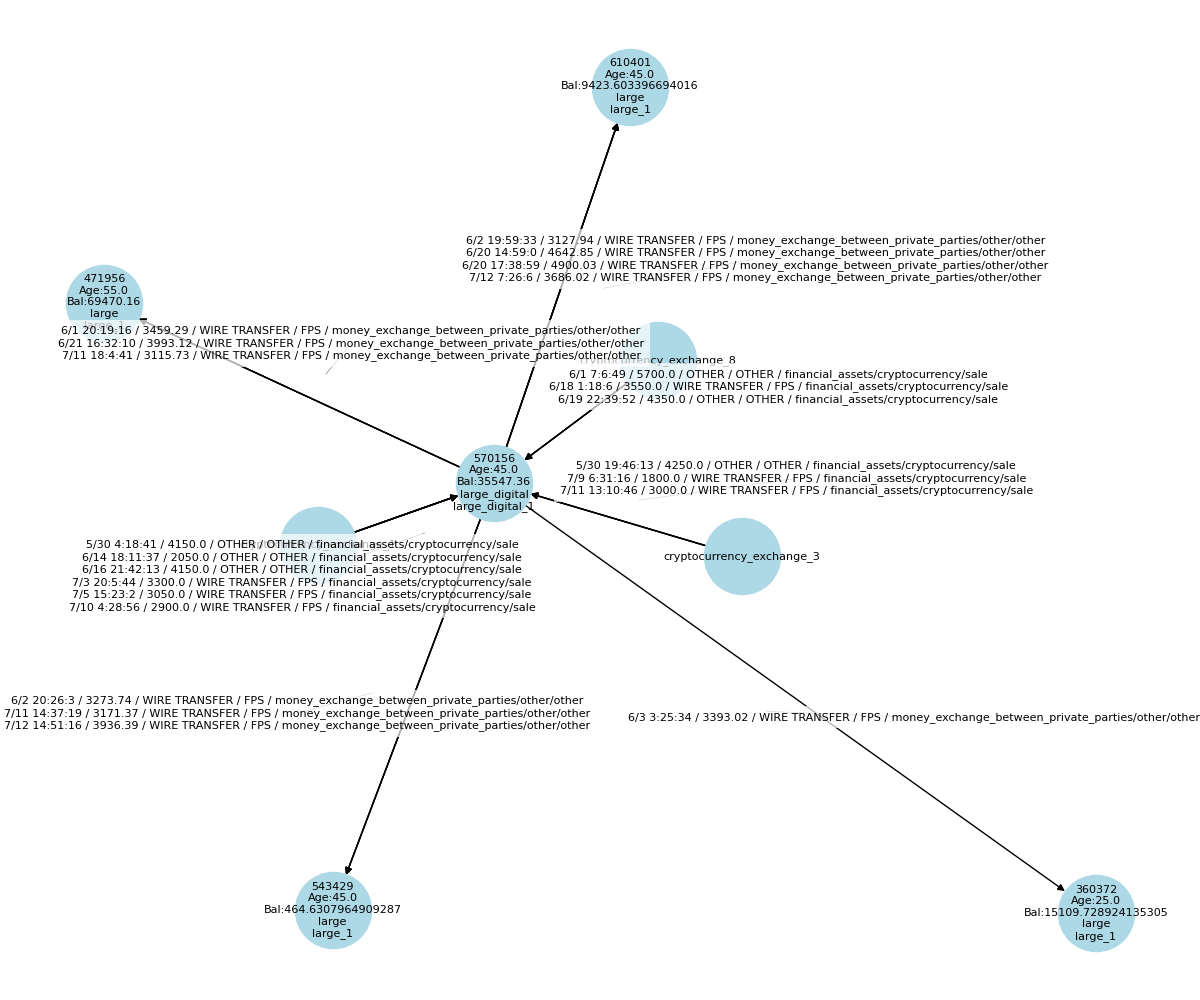 610401
Age:45.0
Bal:9423.603396694016
large
large_1
6/2 19:59:33 / 3127.94 / WIRE TRANSFER / FPS / money_exchange_between_private_parties/other/other
6/20 14:59:0 / 4642.85 / WIRE TRANSFER / FPS / money_exchange_between_private_parties/other/other
6/20 17:38:59 / 4900.03 / WIRE TRANSFER / FPS / money_exchange_between_private_parties/other/other
7/12 7:26:6 / 3686.02 / WIRE TRANSFER / FPS / money_exchange_between_private_parties/other/other
471956
Age:55.0
Bal:69470.16
large
large_1
6/1 20:19:16 / 3459.29 / WIRE TRANSFER / FPS / money_exchange_between_private_parties/other/other
6/21 16:32:10 / 3993.12 / WIRE TRANSFER / FPS / money_exchange_between_private_parties/other/other
7/11 18:4:41 / 3115.73 / WIRE TRANSFER / FPS / money_exchange_between_private_parties/other/other
cryptocurrency_exchange_8
6/1 7:6:49 / 5700.0 / OTHER / OTHER / financial_assets/cryptocurrency/sale
6/18 1:18:6 / 3550.0 / WIRE TRANSFER / FPS / financial_assets/cryptocurrency/sale
6/19 22:39:52 / 4350.0 / OTHER / OTHER / financial_assets/cryptocurrency/sale
570156
Age:45.0
Bal:35547.36
large_digital
large_digital_1
5/30 19:46:13 / 4250.0 / OTHER / OTHER / financial_assets/cryptocurrency/sale
7/9 6:31:16 / 1800.0 / WIRE TRANSFER / FPS / financial_assets/cryptocurrency/sale
7/11 13:10:46 / 3000.0 / WIRE TRANSFER / FPS / financial_assets/cryptocurrency/sale
cryptocurrency_exchange_3
5/30 4:18:41 / 4150.0 / OTHER / OTHER / financial_assets/cryptocurrency/sale
6/14 18:11:37 / 2050.0 / OTHER / OTHER / financial_assets/cryptocurrency/sale
6/16 21:42:13 / 4150.0 / OTHER / OTHER / financial_assets/cryptocurrency/sale
7/3 20:5:44 / 3300.0 / WIRE TRANSFER / FPS / financial_assets/cryptocurrency/sale
7/5 15:23:2 / 3050.0 / WIRE TRANSFER / FPS / financial_assets/cryptocurrency/sale
7/10 4:28:56 / 2900.0 / WIRE TRANSFER / FPS / financial_assets/cryptocurrency/sale
6/2 20:26:3 / 3273.74 / WIRE TRANSFER / FPS / money_exchange_between_private_parties/other/other
7/11 14:37:19 / 3171.37 / WIRE TRANSFER / FPS / money_exchange_between_private_parties/other/other
7/12 14:51:16 / 3936.39 / WIRE TRANSFER / FPS / money_exchange_between_private_parties/other/other
6/3 3:25:34 / 3393.02 / WIRE TRANSFER / FPS / money_exchange_between_private_parties/other/other
543429
Age:45.0
Bal:464.6307964909287
large
large_1
360372
Age:25.0
Bal:15109.728924135305
large
large_1